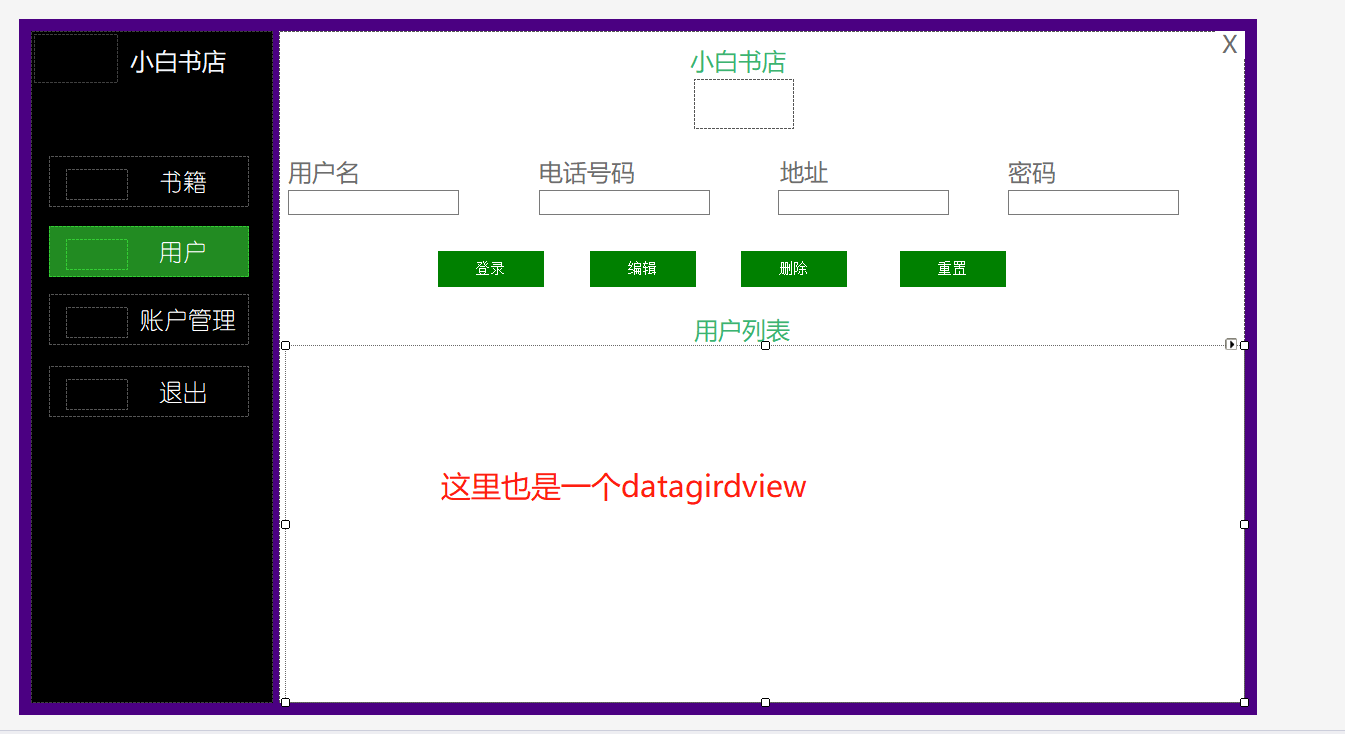 小白书店
X
小白书店
书籍
用户
账户管理
退出
用户名 电话号码 地址 密码
登录 编辑 删除 重置
用户列表
这里也是一个datagirdview